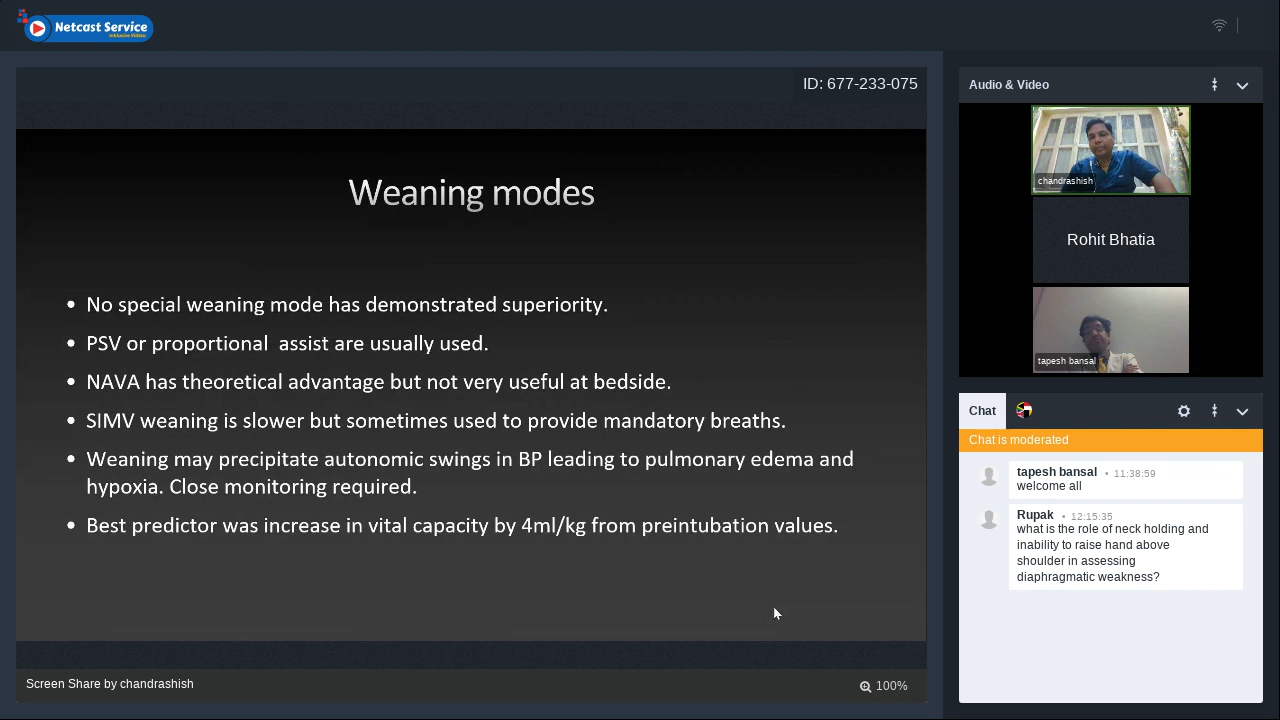 Netcast Service
Inklusive Videos
ID: 677-233-075
Weaning modes
• No special weaning mode has demonstrated superiority.
• PSV or proportional assist are usually used.
• NAVA has theoretical advantage but not very useful at bedside.
• SIMV weaning is slower but sometimes used to provide mandatory breaths.
• Weaning may precipitate autonomic swings in BP leading to pulmonary edema and
hypoxia. Close monitoring required.
• Best predictor was increase in vital capacity by 4ml/kg from preintubation values.
Screen Share by chandrashish
100%
Audio & Video
chandrashish
Rohit Bhatia
tapesh bansal
Chat
Chat is moderated
tapesh bansal • 11:38:59
welcome all
Rupak • 12:15:35
what is the role of neck holding and
inability to raise hand above
shoulder in assessing
diaphragmatic weakness?